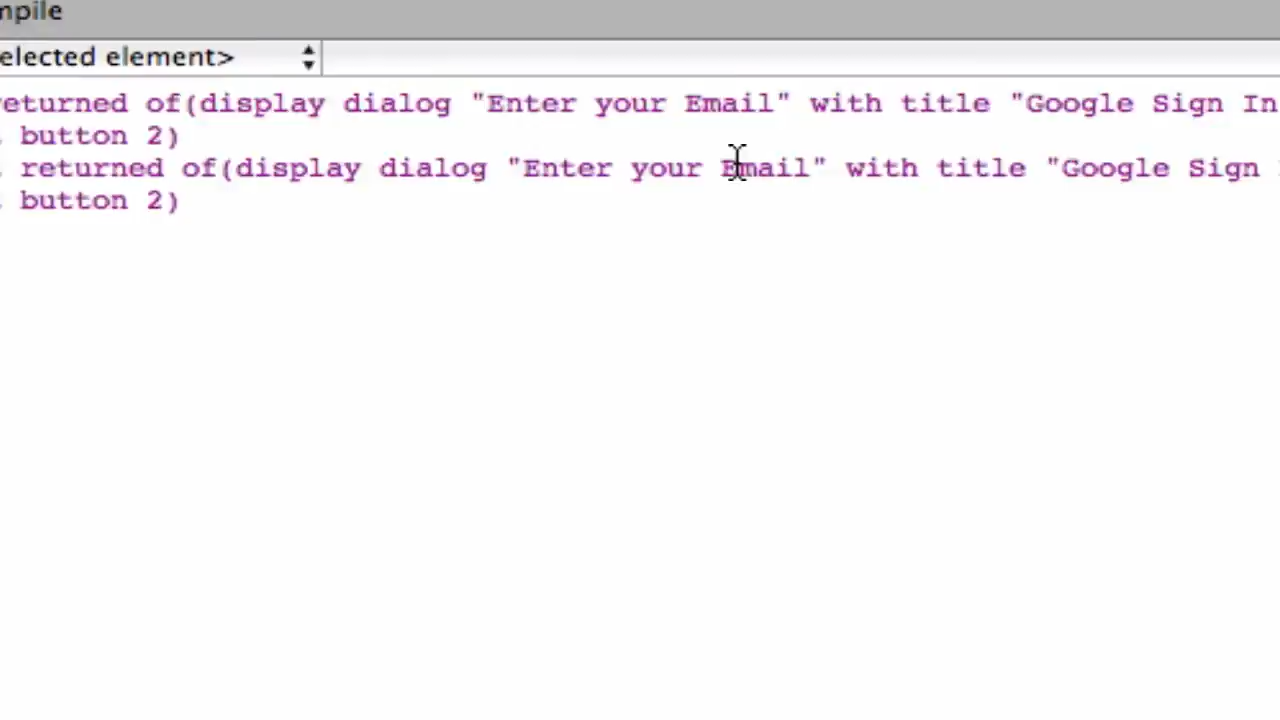 mpile
elected element>
returned of(display dialog "Enter your Email" with title "Google Sign In
button 2)
returned of(display dialog "Enter your Email" with title "Google Sign
button 2)